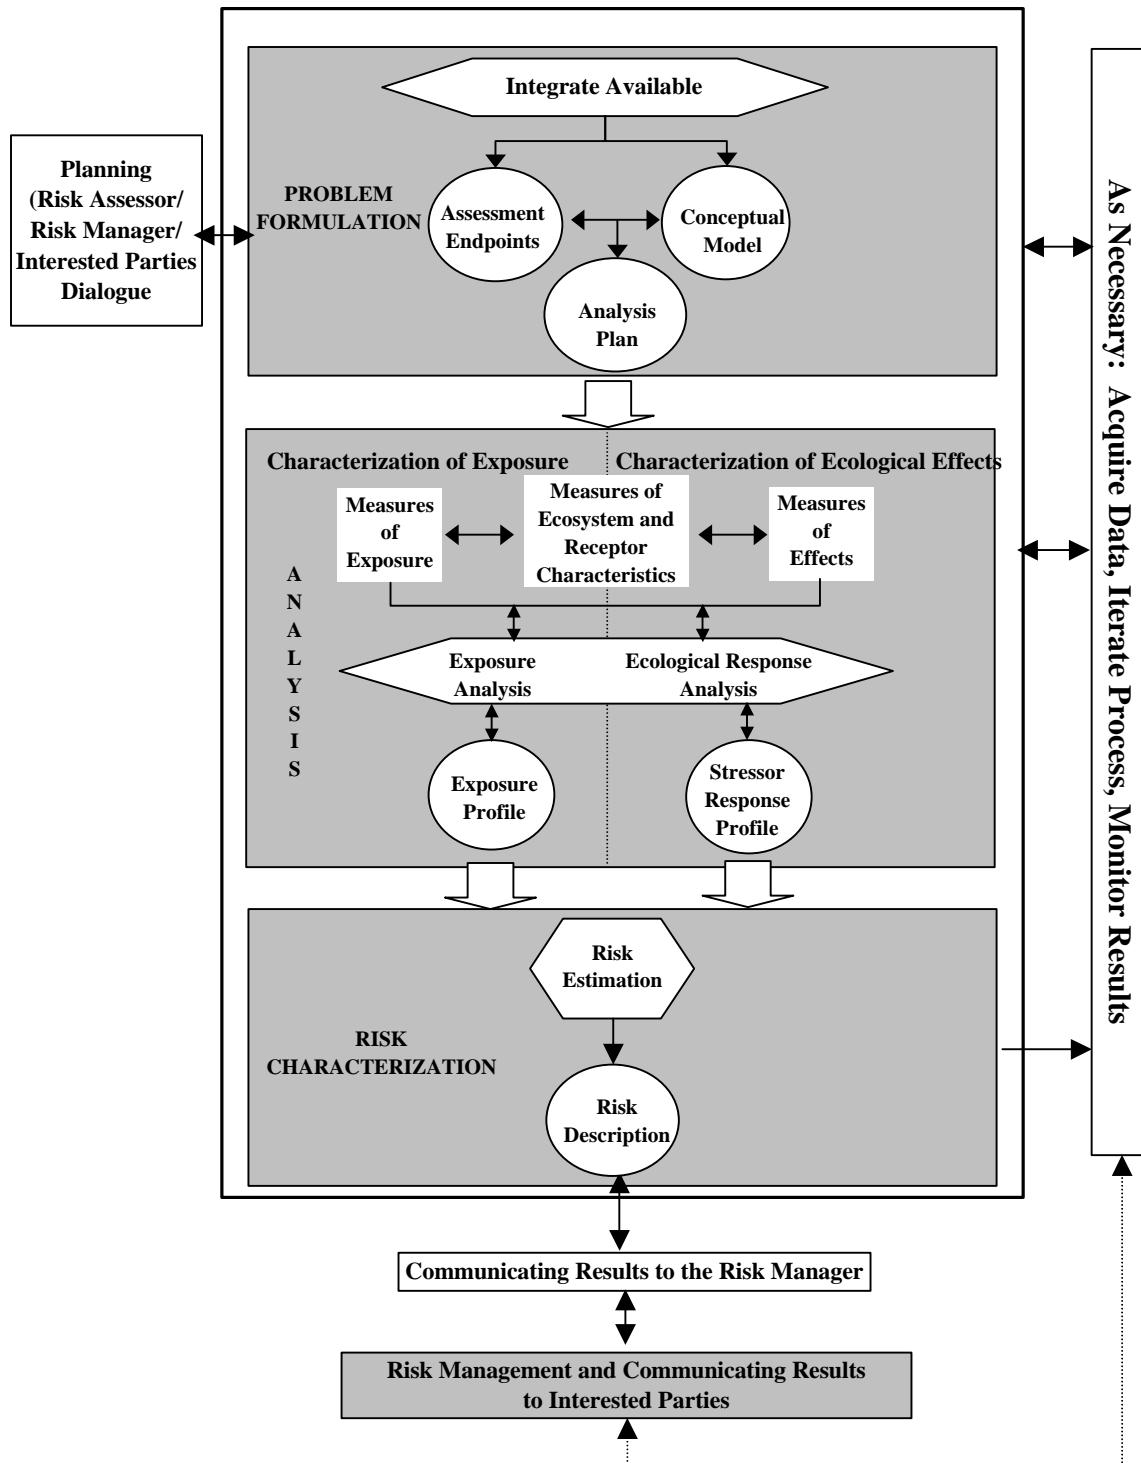 Integrate Available
Planning
(Risk Assessor/
Risk Manager/
Interested Parties
Dialogue
PROBLEM
FORMULATION
Assessment
Endpoints
Conceptual
Model
Analysis
Plan
As Necessary: Acquire Data, Iterate Process, Monitor Results
Characterization of Exposure
Characterization of Ecological Effects
Measures
of
Exposure
Measures of
Ecosystem and
Receptor
Characteristics
Measures
of
Effects
A
N
A
L
Y
S
I
S
Exposure
Analysis
Ecological Response
Analysis
Exposure
Profile
Stressor
Response
Profile
Risk
Estimation
RISK
CHARACTERIZATION
Risk
Description
Communicating Results to the Risk Manager
Risk Management and Communicating Results
to Interested Parties